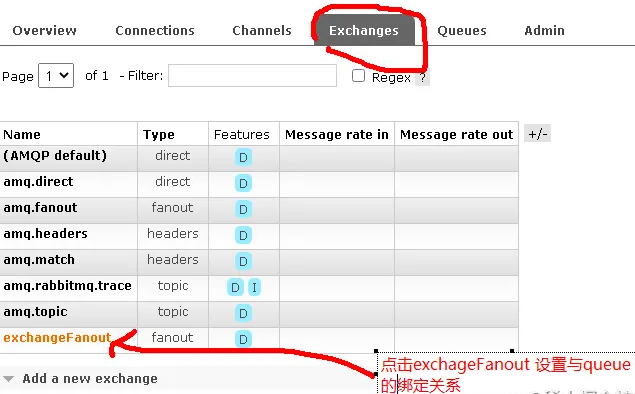 Overview Connections Channels Exchanges Queues Admin
Page 1 of 1 - Filter: Regex ?
Name Type Features Message rate in Message rate out +/-
(AMQP default) direct D
amq.direct direct D
amq.fanout fanout D
amq.headers headers D
amq.match headers D
amq.rabbitmq.trace topic D I
amq.topic topic D
exchangeFanout fanout D
点击exchageFanout 设置与queue
的绑定关系
Add a new exchange